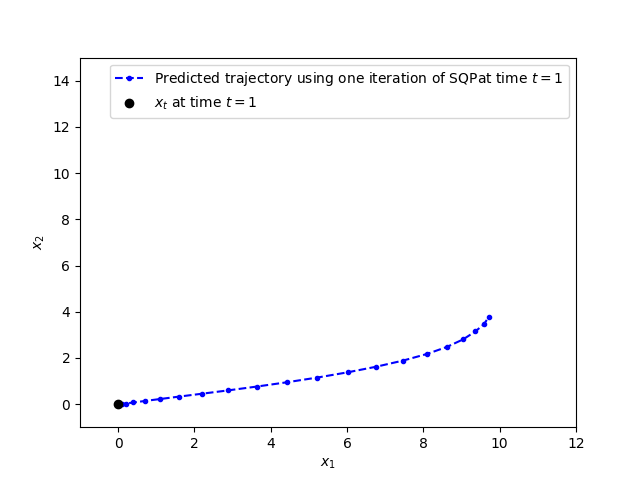 Predicted trajectory using one iteration of SQPat time t = 1
x_t at time t = 1
14
12
10
8
6
4
2
0
x_2
0 2 4 6 8 10 12
x_1